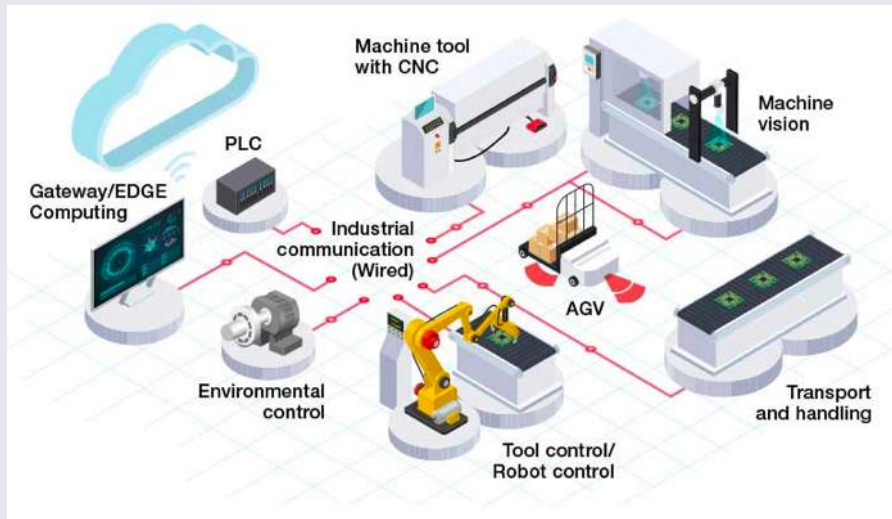 Machine tool
with CNC
Machine
vision
PLC
Gateway/EDGE
Computing
Industrial
communication
(Wired)
AGV
Environmental
control
Transport
and handling
Tool control/
Robot control